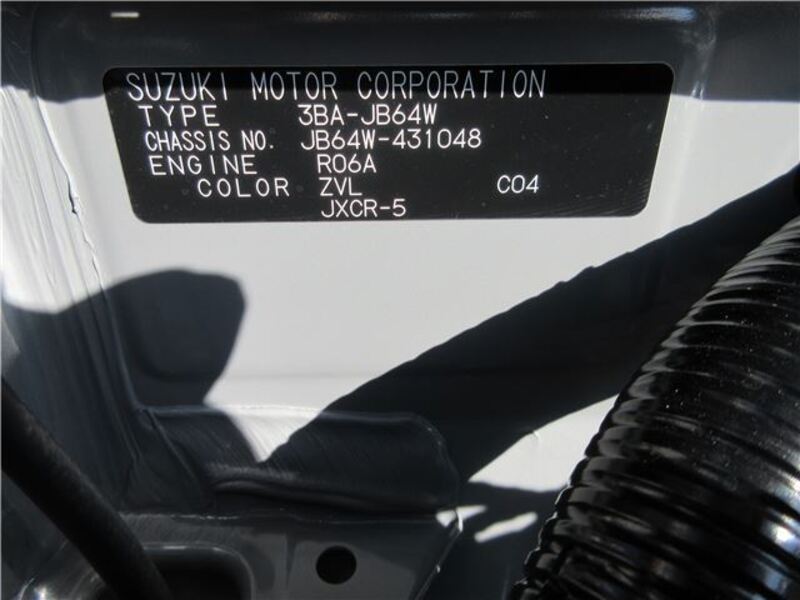 SUZUKI MOTOR CORPORATION
TYPE 3BA-JB64W
CHASSIS NO. JB64W-431048
ENGINE R06A
COLOR ZVL C04
JXCR-5